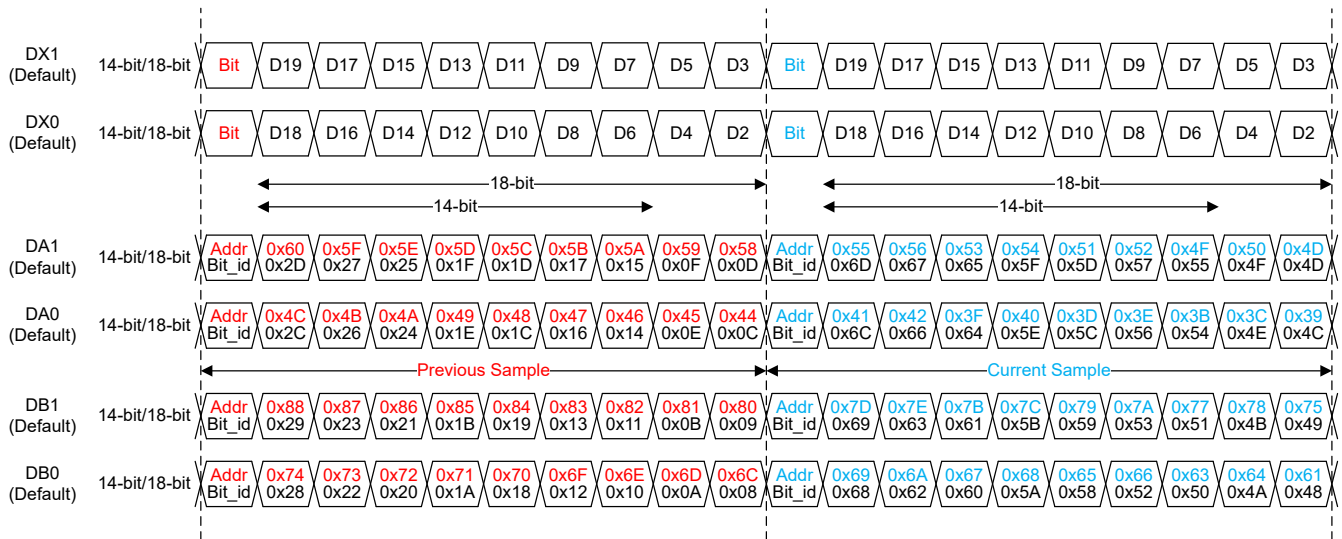 DX1
(Default)
14-bit/18-bit
Bit D19 D17 D15 D13 D11 D9 D7 D5 D3 Bit D19 D17 D15 D13 D11 D9 D7 D5 D3
DX0
(Default)
14-bit/18-bit
Bit D18 D16 D14 D12 D10 D8 D6 D4 D2 Bit D18 D16 D14 D12 D10 D8 D6 D4 D2
18-bit 18-bit
14-bit 14-bit
DA1
(Default)
14-bit/18-bit
Addr 0x60 0x5F 0x5E 0x5D 0x5C 0x5B 0x5A 0x59 0x58 Addr 0x55 0x56 0x53 0x54 0x51 0x52 0x4F 0x50 0x4D
Bit_id 0x2D 0x27 0x25 0x1F 0x1D 0x17 0x15 0x0F 0x0D Bit_id 0x6D 0x67 0x65 0x5F 0x5D 0x57 0x55 0x4F 0x4D
DA0
(Default)
14-bit/18-bit
Addr 0x4C 0x4B 0x4A 0x49 0x48 0x47 0x46 0x45 0x44 Addr 0x41 0x42 0x3F 0x40 0x3D 0x3E 0x3B 0x3C 0x39
Bit_id 0x2C 0x26 0x24 0x1E 0x1C 0x16 0x14 0x0E 0x0C Bit_id 0x6C 0x66 0x64 0x5E 0x5C 0x56 0x54 0x4E 0x4C
Previous Sample Current Sample
DB1
(Default)
14-bit/18-bit
Addr 0x88 0x87 0x86 0x85 0x84 0x83 0x82 0x81 0x80 Addr 0x7D 0x7E 0x7B 0x7C 0x79 0x7A 0x77 0x78 0x75
Bit_id 0x29 0x23 0x21 0x1B 0x19 0x13 0x11 0x0B 0x09 Bit_id 0x69 0x63 0x61 0x5B 0x59 0x53 0x51 0x4B 0x49
DB0
(Default)
14-bit/18-bit
Addr 0x74 0x73 0x72 0x71 0x70 0x6F 0x6E 0x6D 0x6C Addr 0x69 0x6A 0x67 0x68 0x65 0x66 0x63 0x64 0x61
Bit_id 0x28 0x22 0x20 0x1A 0x18 0x12 0x10 0x0A 0x08 Bit_id 0x68 0x62 0x60 0x5A 0x58 0x52 0x50 0x4A 0x48